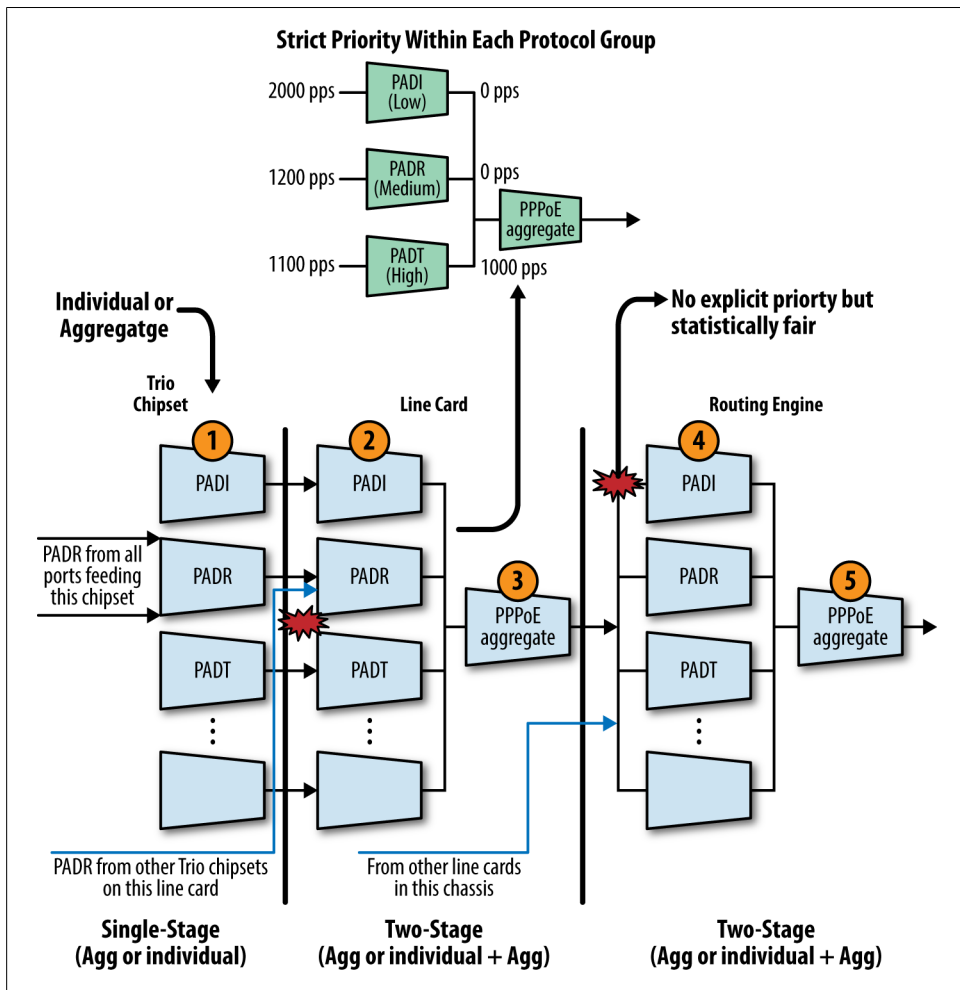 Strict Priority Within Each Protocol Group
2000 pps
PADI
(Low)
0 pps
1200 pps
PADR
(Medium)
0 pps
PPPoE
aggregate
1100 pps
PADT
(High)
1000 pps
Individual or
Aggregatge
No explicit priorty but
statistically fair
Trio
Chipset
Line Card
Routing Engine
1
2
4
PADI
PADI
PADI
PADR from all
ports feeding
this chipset
PADR
PADR
PADR
3
5
PPPoE
aggregate
PPPoE
aggregate
PADT
PADT
PADT
PADR from other Trio chipsets
on this line card
From other line cards
in this chassis
Single-Stage
(Agg or individual)
Two-Stage
(Agg or individual + Agg)
Two-Stage
(Agg or individual + Agg)